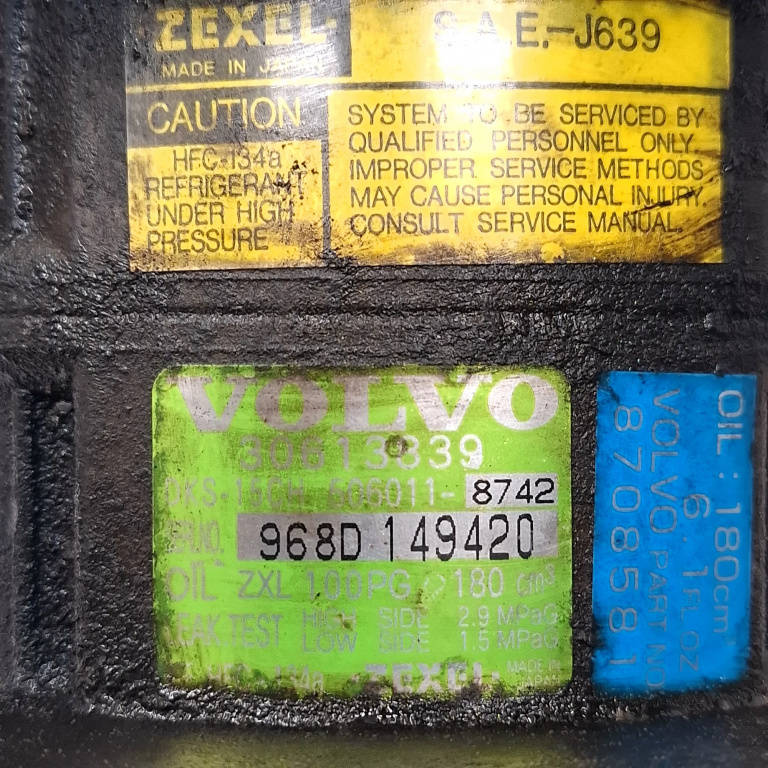 ZEXEL
MADE IN JAPAN
S.A.E.-J639
CAUTION
HFC-134a
REFRIGERANT
UNDER HIGH
PRESSURE
SYSTEM TO BE SERVICED BY
QUALIFIED PERSONNEL ONLY.
IMPROPER SERVICE METHODS
MAY CAUSE PERSONAL INJURY.
CONSULT SERVICE MANUAL.
VOLVO
30613839
DKS-15CH 506011-8742
968D 149420
OIL ZXL 100PG 180 cm³
LEAK TEST HIGH SIDE 2.9 MPaG
LOW SIDE 1.5 MPaG
HFC-134a ZEXEL MADE IN JAPAN
OIL: 180cm³
6.1FL OZ
VOLVO PART NO
8708581